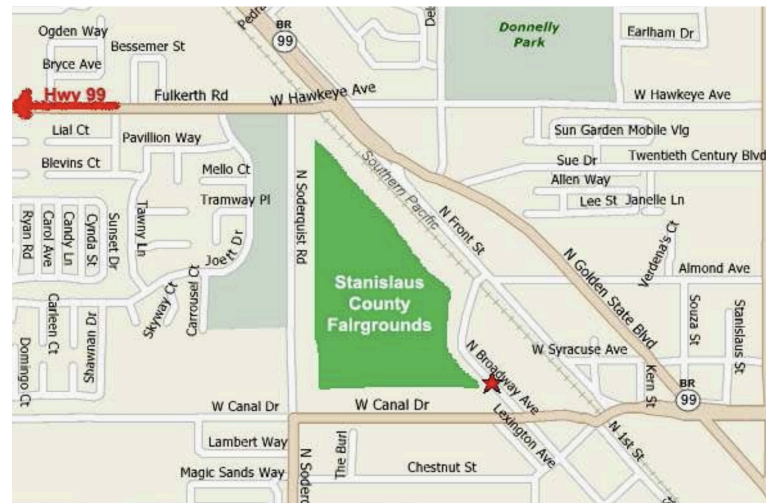 Ogden Way
Bessemer St
Bryce Ave
BR
99
Donnelly
Park
Earlham Dr
Hwy 99
Fulkerth Rd
W Hawkeye Ave
W Hawkeye Ave
Lial Ct
Pavillion Way
Blevins Ct
Mello Ct
Tramway Pl
Southern Pacific
Sun Garden Mobile Vlg
Sue Dr
Twentieth Century Blvd
Allen Way
Lee St
Janelle Ln
Ryan Rd
Carol Ave
Candy Ln
Cynda St
Sunset Dr
Tawny Ln
Joett Dr
N Soderquist Rd
N Front St
Verdena's Ct
N Golden State Blvd
Almond Ave
Skyway Ct
Carrousel Ct
Stanislaus
County
Fairgrounds
Carleen Ct
Domingo Ct
Shawnan Dr
Souza St
Stanislaus St
N Broadway Ave
W Syracuse Ave
Kern St
BR
99
W Canal Dr
W Canal Dr
Lexington Ave
N 1st St
Lambert Way
The Burl
N Soder
Magic Sands Way
Chestnut St